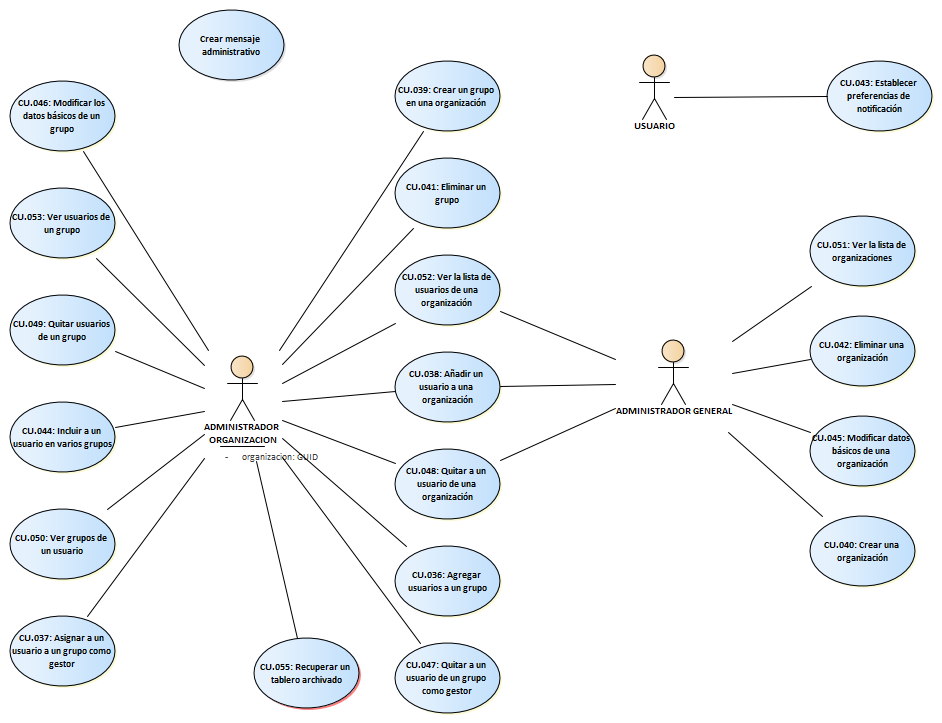 Crear mensaje
administrativo
CU.046: Modificar los
datos básicos de un
grupo
CU.053: Ver usuarios de
un grupo
CU.049: Quitar usuarios
de un grupo
CU.044: Incluir a un
usuario en varios grupos
CU.050: Ver grupos de
un usuario
CU.037: Asignar a un
usuario a un grupo como
gestor
ADMINISTRADOR
ORGANIZACION
- organizacion: GUID
CU.055: Recuperar un
tablero archivado
CU.039: Crear un grupo
en una organización
CU.041: Eliminar un
grupo
CU.052: Ver la lista de
usuarios de una
organización
CU.038: Añadir un
usuario a una
organización
CU.048: Quitar a un
usuario de una
organización
CU.036: Agregar
usuarios a un grupo
CU.047: Quitar a un
usuario de un grupo
como gestor
USUARIO
CU.043: Establecer
preferencias de
notificación
ADMINISTRADOR GENERAL
CU.051: Ver la lista de
organizaciones
CU.042: Eliminar una
organización
CU.045: Modificar datos
básicos de una
organización
CU.040: Crear una
organización